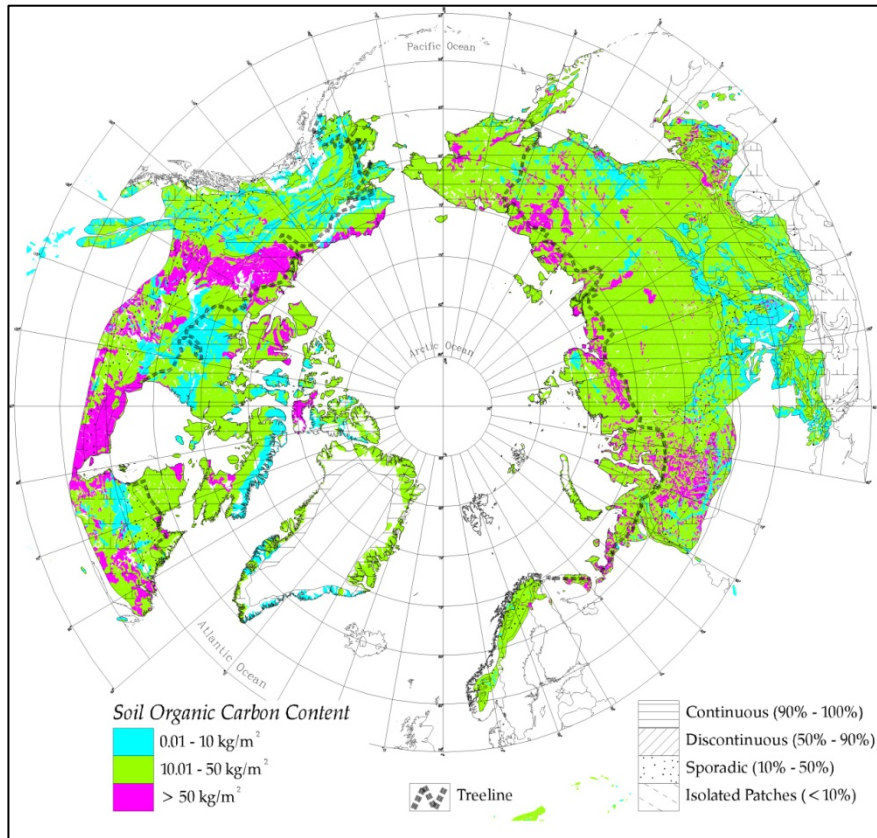 Pacific Ocean
Arctic Ocean
Atlantic Ocean
Soil Organic Carbon Content
0.01 - 10 kg/m²
10.01 - 50 kg/m²
> 50 kg/m²
Treeline
Continuous (90% - 100%)
Discontinuous (50% - 90%)
Sporadic (10% - 50%)
Isolated Patches (<10%)